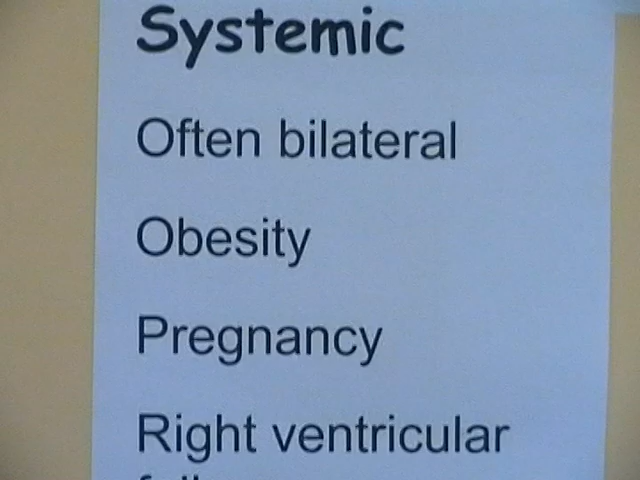 Systemic
Often bilateral
Obesity
Pregnancy
Right ventricular